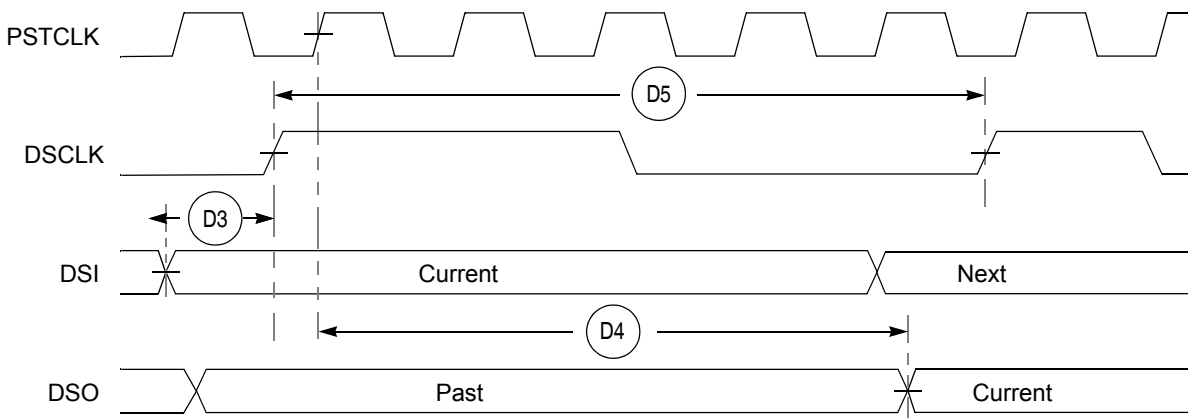 PSTCLK
D5
DSCLK
D3
DSI
Current
Next
D4
DSO
Past
Current